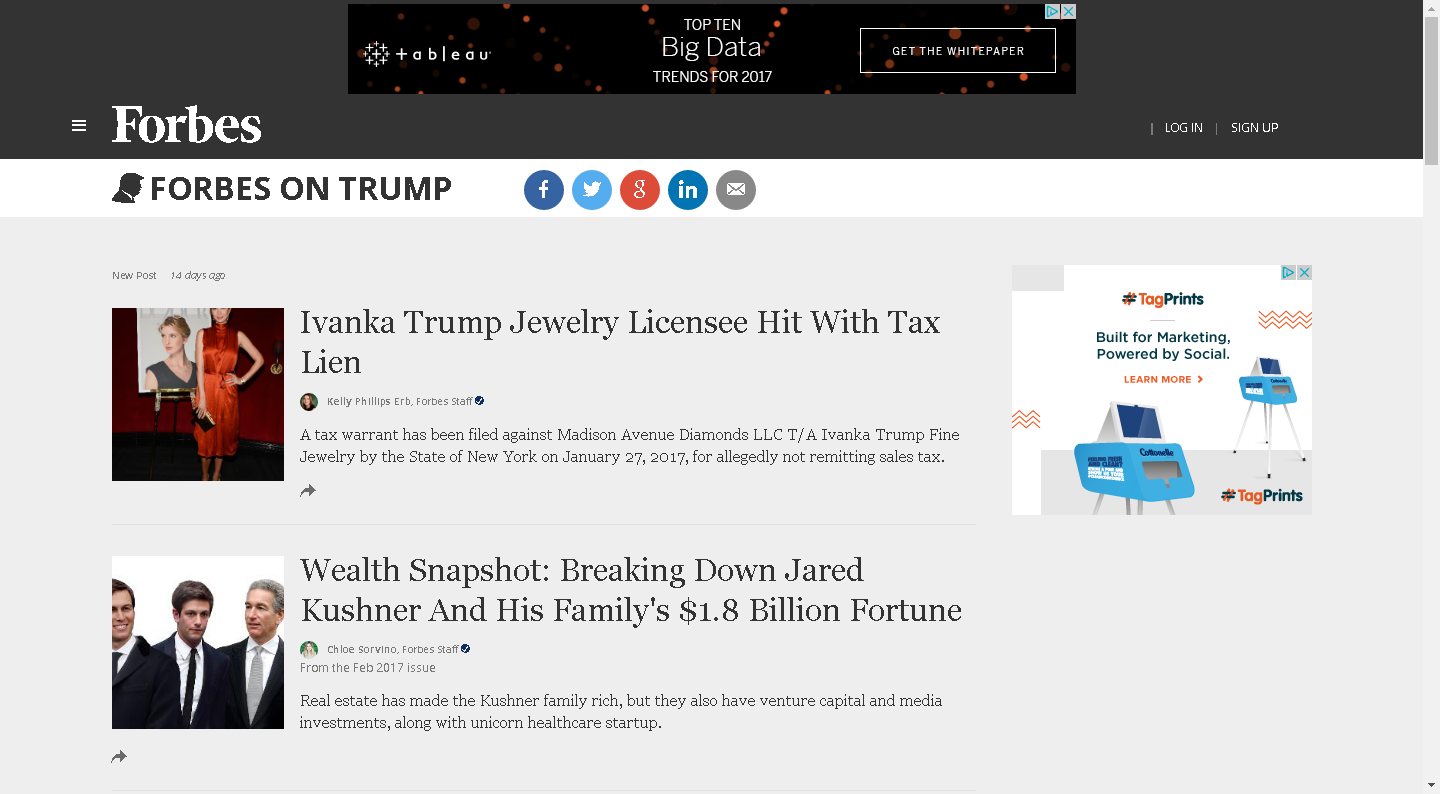 TOP TEN
+ a b l e a u
Big Data
GET THE WHITEPAPER
TRENDS FOR 2017
Forbes
| LOG IN | SIGN UP
FORBES ON TRUMP
New Post 14 days ago
Ivanka Trump Jewelry Licensee Hit With Tax
Lien
Kelly Phillips Erb, Forbes Staff
A tax warrant has been filed against Madison Avenue Diamonds LLC T/A Ivanka Trump Fine
Jewelry by the State of New York on January 27, 2017, for allegedly not remitting sales tax.
Wealth Snapshot: Breaking Down Jared
Kushner And His Family's $1.8 Billion Fortune
Chloe Sorvino, Forbes Staff
From the Feb 2017 issue
Real estate has made the Kushner family rich, but they also have venture capital and media
investments, along with unicorn healthcare startup.
#TagPrints
Built for Marketing,
Powered by Social.
LEARN MORE
Cottonelle
Cottonelle
#TagPrints